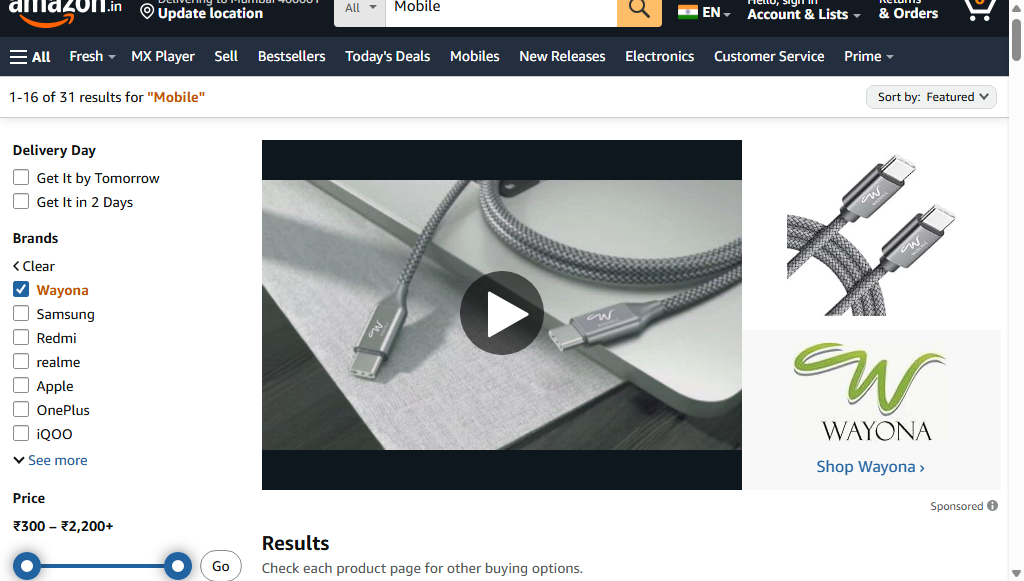 amazon.in
Delivering to Mumbai 400001
Update location
All
Mobile
EN
Hello, sign in
Account & Lists
Returns
& Orders
0
All
Fresh
MX Player
Sell
Bestsellers
Today's Deals
Mobiles
New Releases
Electronics
Customer Service
Prime
1-16 of 31 results for "Mobile"
Sort by: Featured
Delivery Day
Get It by Tomorrow
Get It in 2 Days
Brands
Clear
Wayona
Samsung
Redmi
realme
Apple
OnePlus
iQOO
See more
Price
₹300 – ₹2,200+
Go
WAYONA
Shop Wayona ›
Sponsored
Results
Check each product page for other buying options.